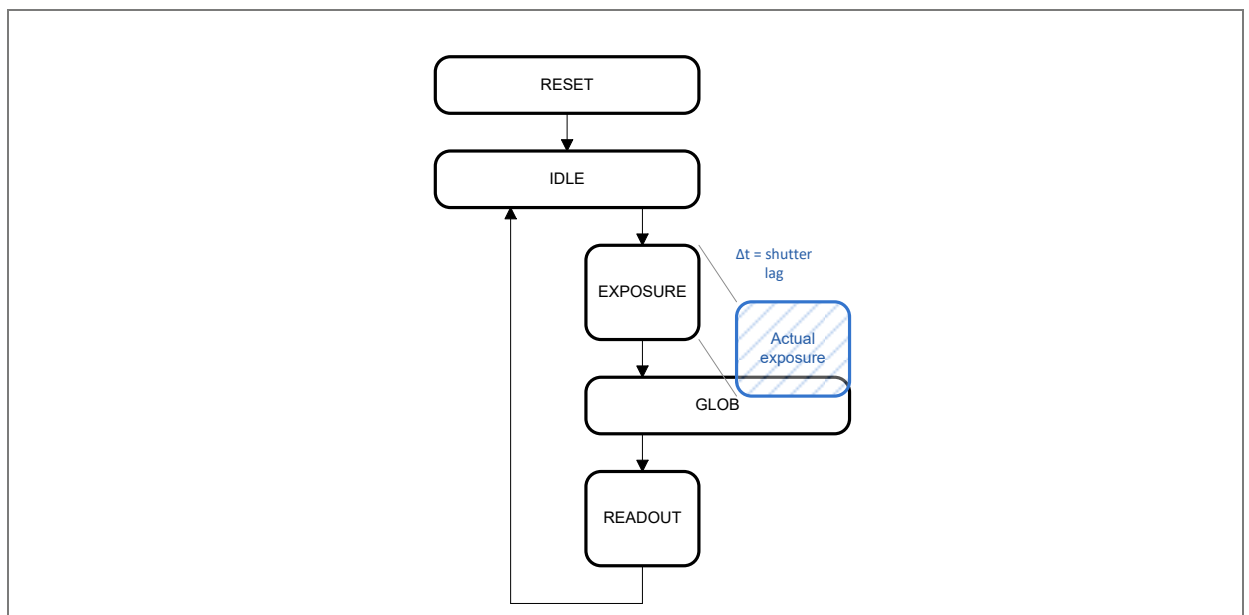 RESET
IDLE
Δt = shutter
lag
EXPOSURE
Actual
exposure
GLOB
READOUT